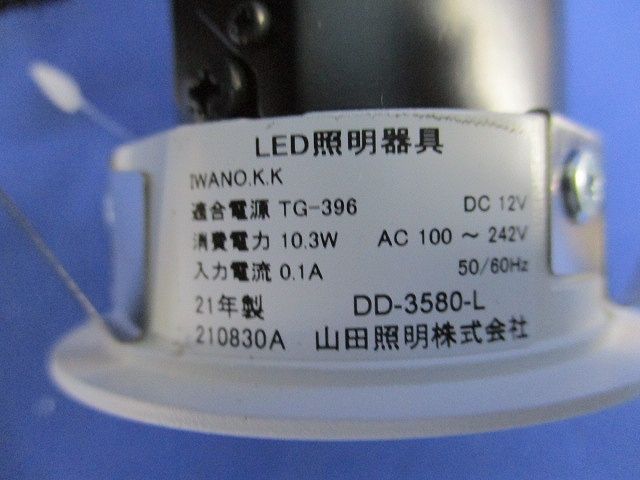 LED照明器具
IWANO.K.K
適合電源 TG-396 DC 12V
消費電力 10.3W AC 100 ～ 242V
入力電流 0.1A 50/60Hz
21年製 DD-3580-L
210830A 山田照明株式会社